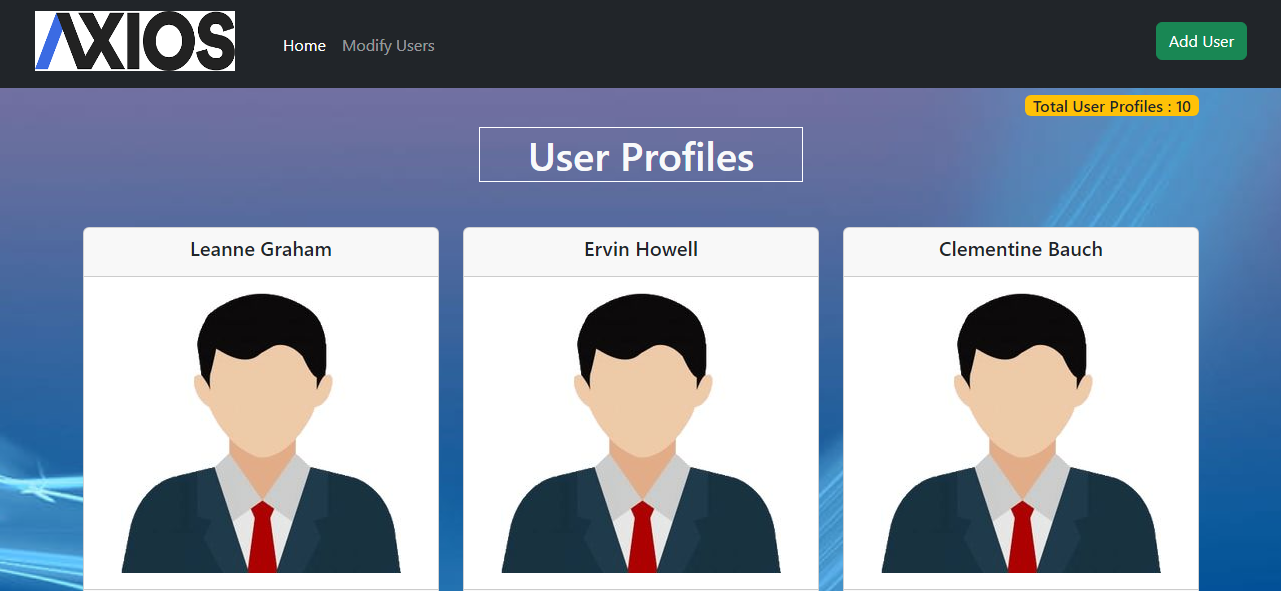 AXIOS
Home Modify Users Add User
Total User Profiles : 10
User Profiles
Leanne Graham Ervin Howell Clementine Bauch